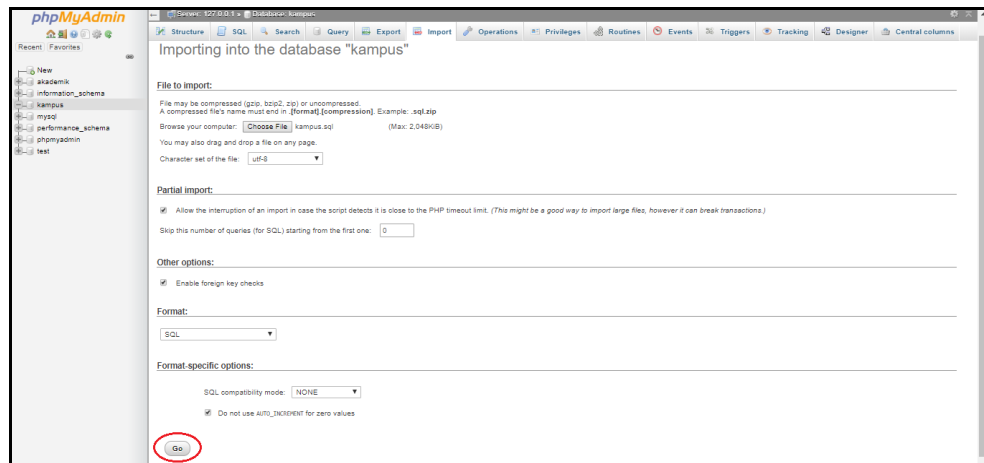 phpMyAdmin
Recent Favorites
New
akademik
information_schema
kampus
mysql
performance_schema
phpmyadmin
test
Server: 127.0.0.1 » Database: kampus
Structure SQL Search Query Export Import Operations Privileges Routines Events Triggers Tracking Designer Central columns
Importing into the database "kampus"
File to import:
File may be compressed (gzip, bzip2, zip) or uncompressed.
A compressed file's name must end in .[format].[compression]. Example: .sql.zip
Browse your computer: Choose File kampus.sql (Max: 2,048KiB)
You may also drag and drop a file on any page.
Character set of the file: utf-8
Partial import:
Allow the interruption of an import in case the script detects it is close to the PHP timeout limit. (This might be a good way to import large files, however it can break transactions.)
Skip this number of queries (for SQL) starting from the first one: 0
Other options:
Enable foreign key checks
Format:
SQL
Format-specific options:
SQL compatibility mode: NONE
Do not use AUTO_INCREMENT for zero values
Go